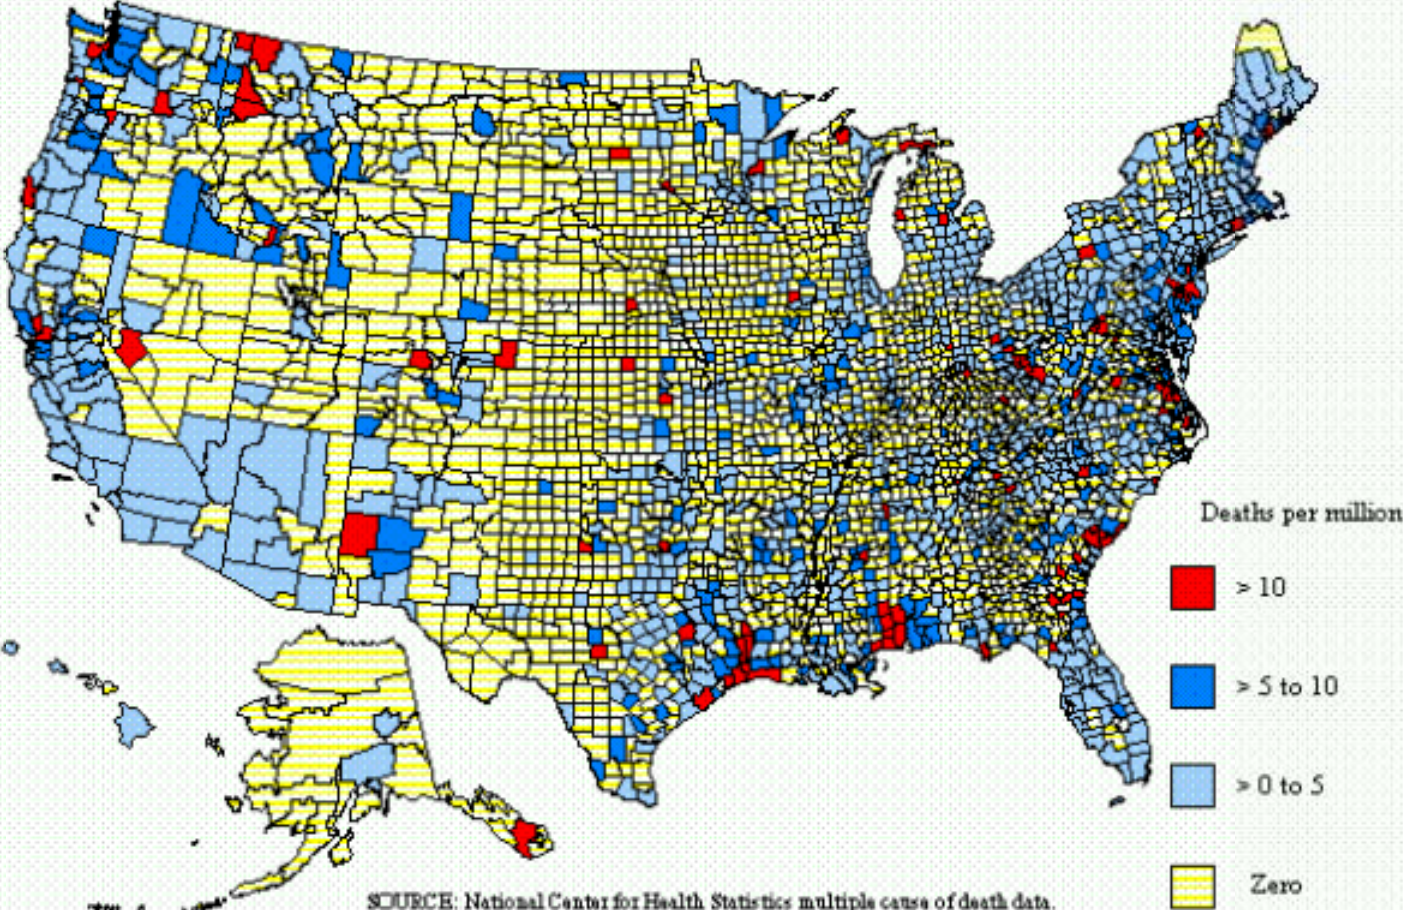 Deaths per million
> 10
> 5 to 10
> 0 to 5
Zero
SOURCE: National Center for Health Statistics multiple cause of death data.